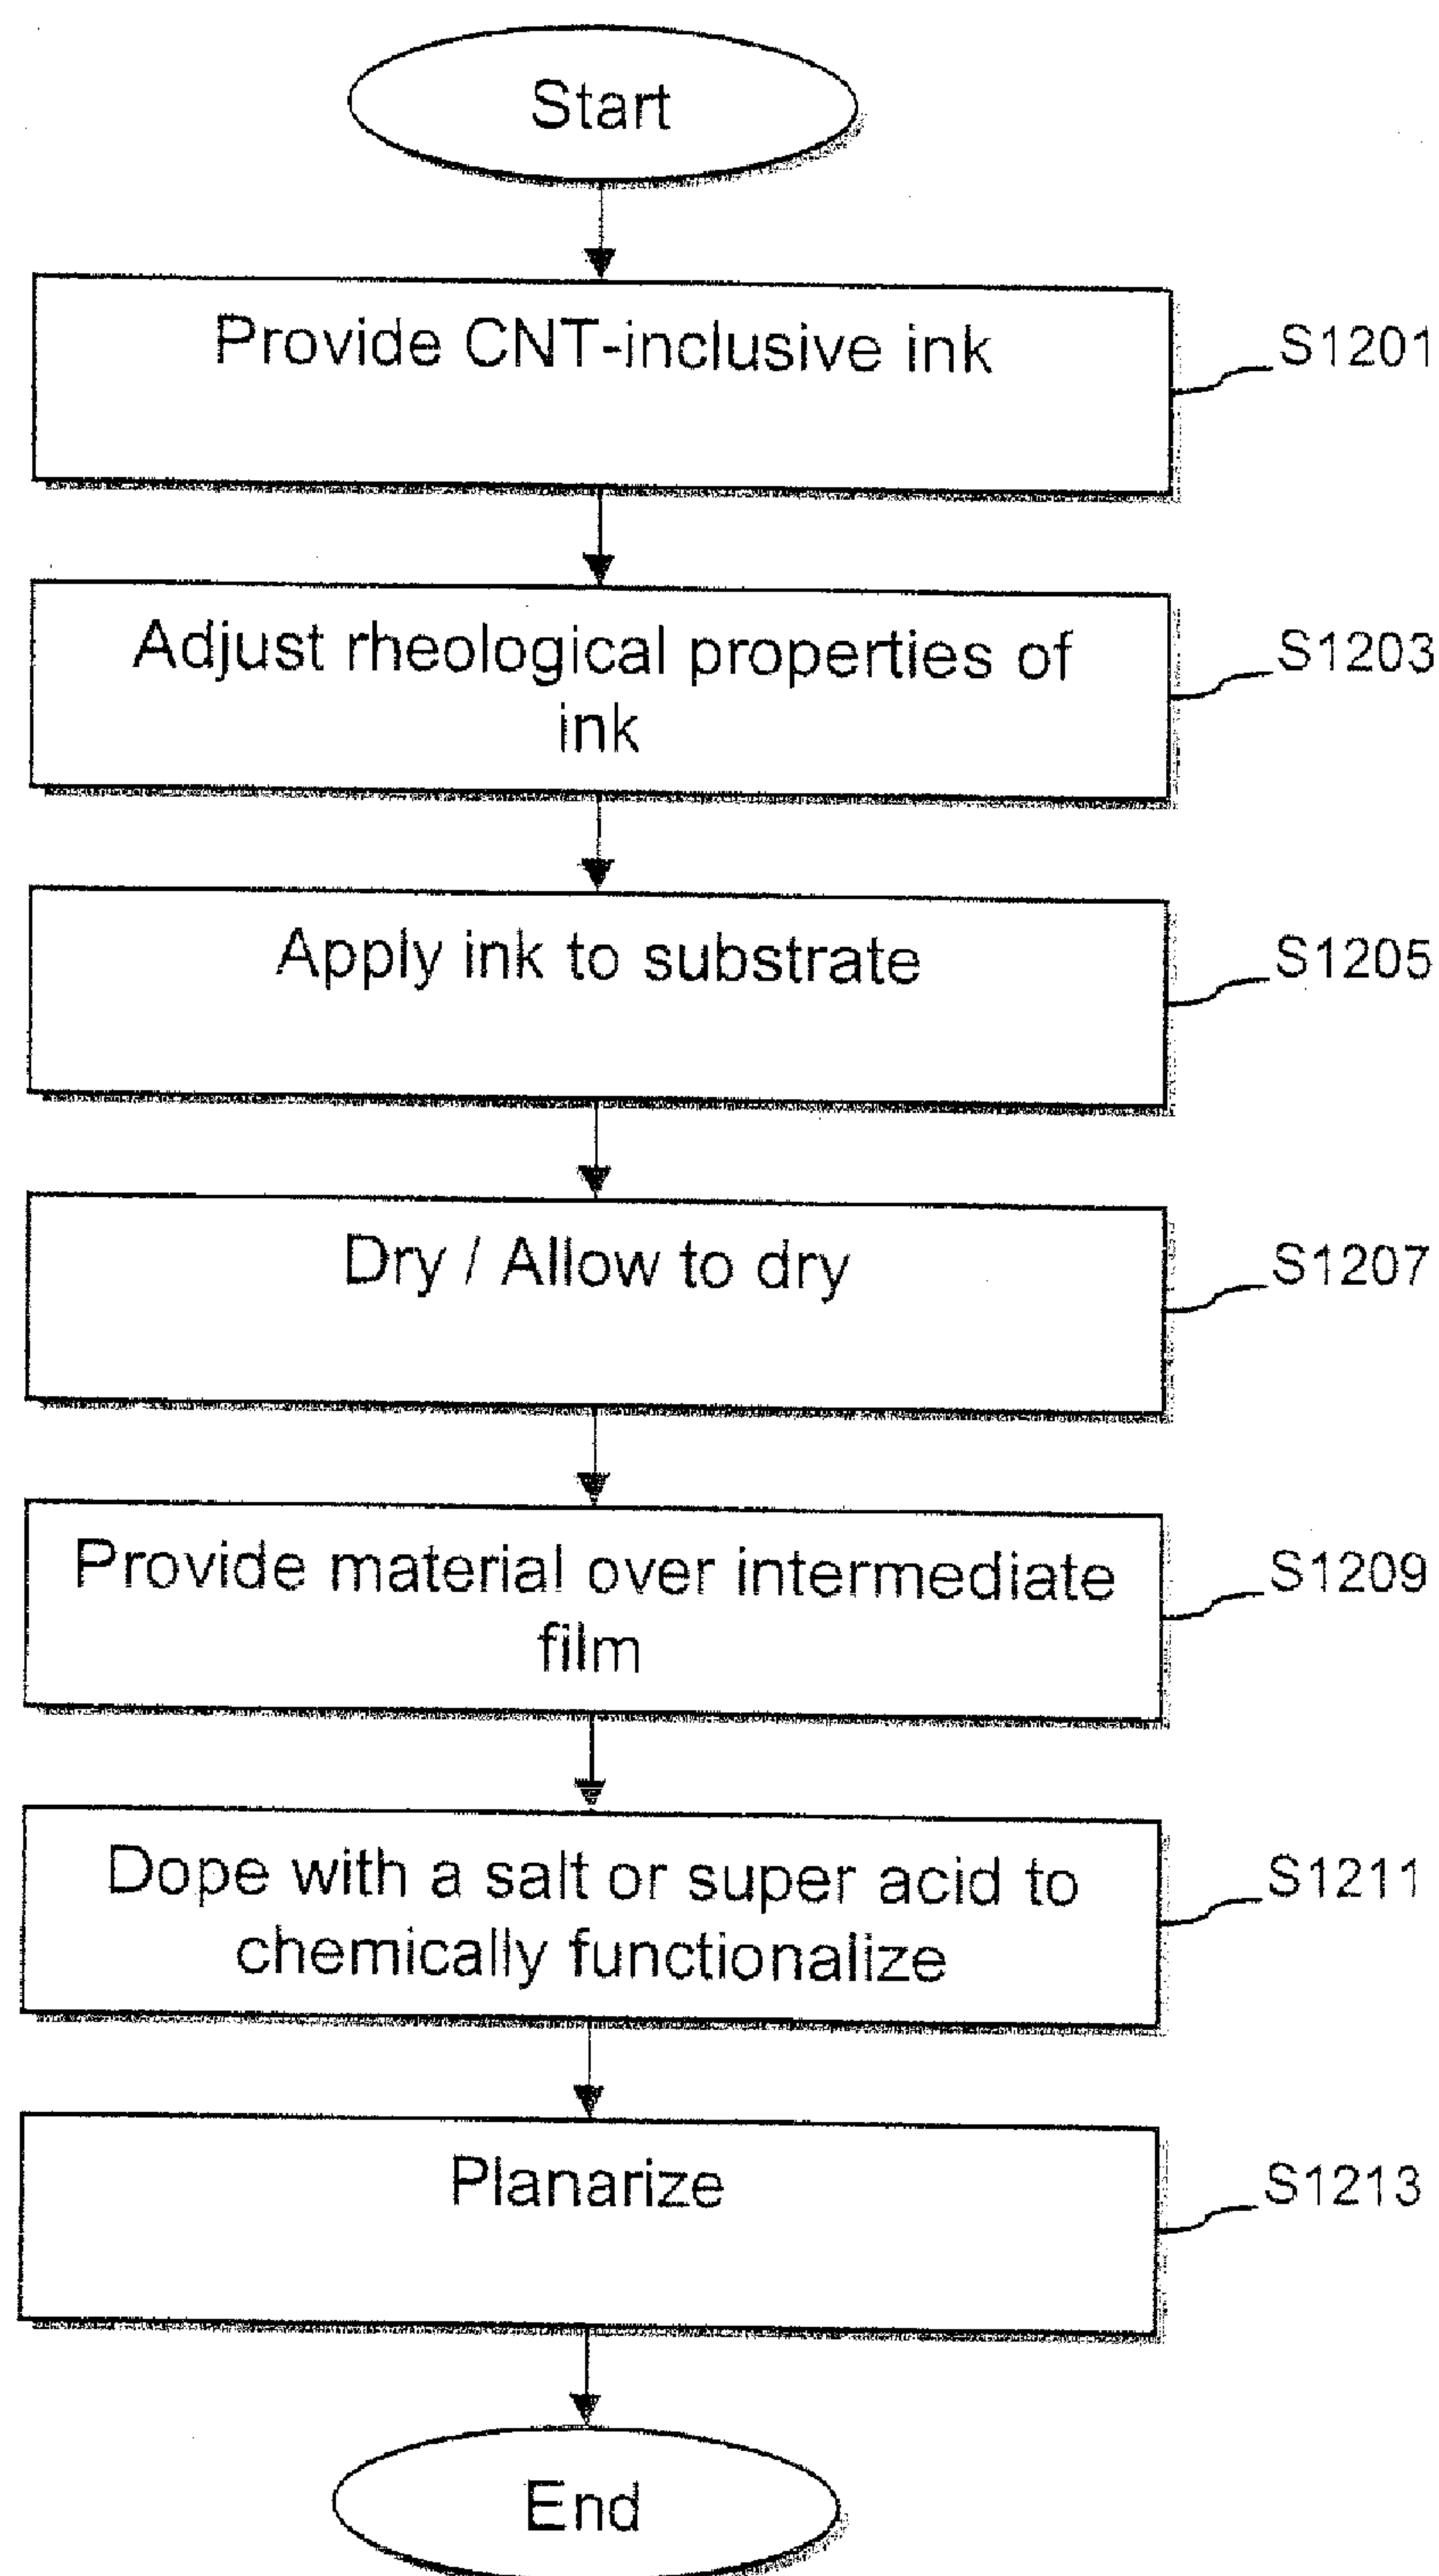 Start
Provide CNT-inclusive ink
S1201
Adjust rheological properties of
ink
S1203
Apply ink to substrate
S1205
Dry / Allow to dry
S1207
Provide material over intermediate
film
S1209
Dope with a salt or super acid to
chemically functionalize
S1211
Planarize
S1213
End